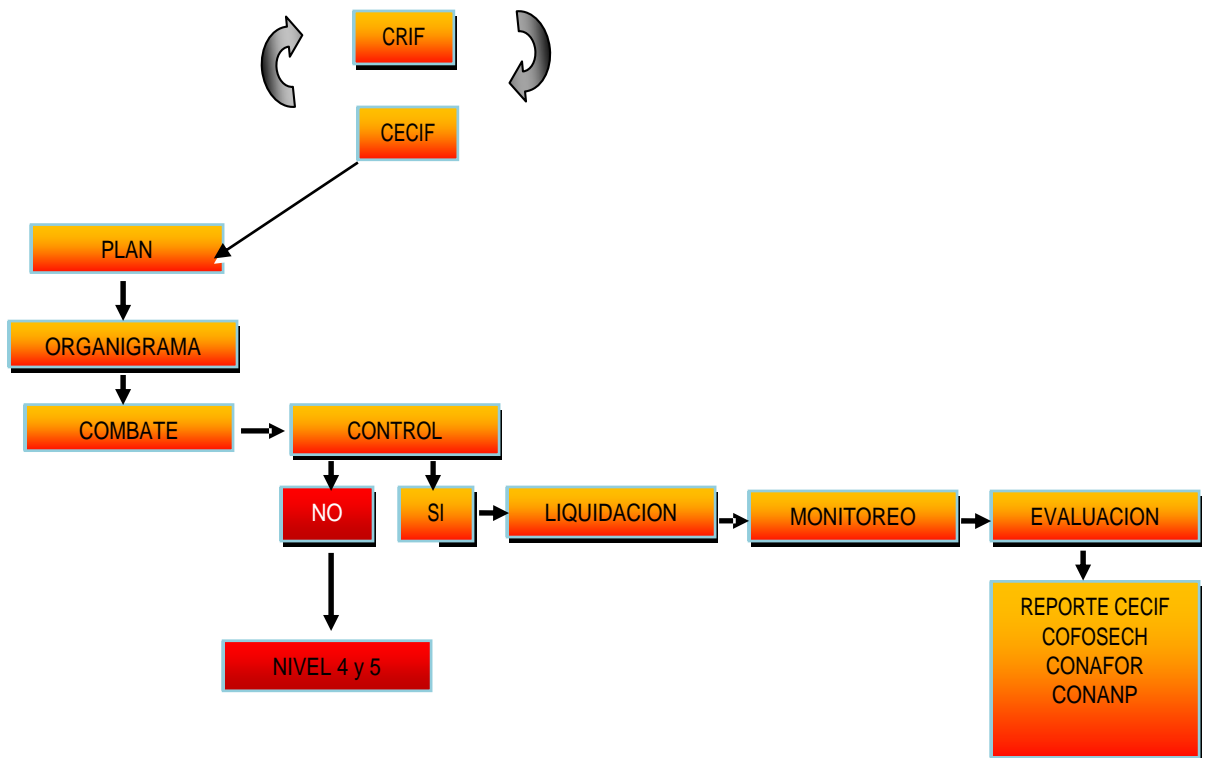 CRIF
CECIF
PLAN
ORGANIGRAMA
COMBATE
CONTROL
NO
SI
LIQUIDACION
MONITOREO
EVALUACION
NIVEL 4 y 5
REPORTE CECIF
COFOSECH
CONAFOR
CONANP